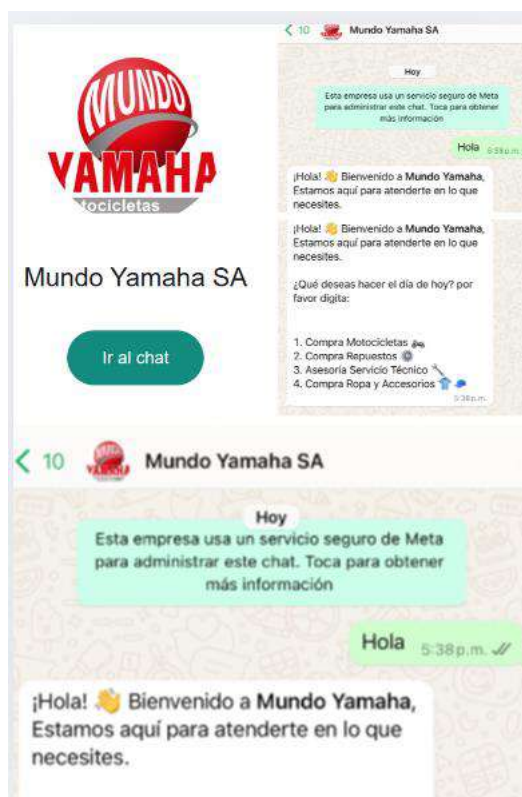 MUNDO
YAMAHA
tocicletas
Mundo Yamaha SA
Ir al chat
10
Mundo Yamaha SA
Hoy
Esta empresa usa un servicio seguro de Meta
para administrar este chat. Toca para obtener
más información
Hola 5:38 p.m.
¡Hola! 👋 Bienvenido a Mundo Yamaha,
Estamos aquí para atenderte en lo que
necesites.
¡Hola! 👋 Bienvenido a Mundo Yamaha,
Estamos aquí para atenderte en lo que
necesites.
¿Qué deseas hacer el día de hoy? por
favor digita:
1. Compra Motocicletas 🏍️
2. Compra Repuestos ⚙️
3. Asesoría Servicio Técnico 🔧
4. Compra Ropa y Accesorios 👕 🧢
5:38 p.m.
10
MUNDO
YAMAHA
Mundo Yamaha SA
Hoy
Esta empresa usa un servicio seguro de Meta
para administrar este chat. Toca para obtener
más información
Hola 5:38 p.m.
¡Hola! 👋 Bienvenido a Mundo Yamaha,
Estamos aquí para atenderte en lo que
necesites.